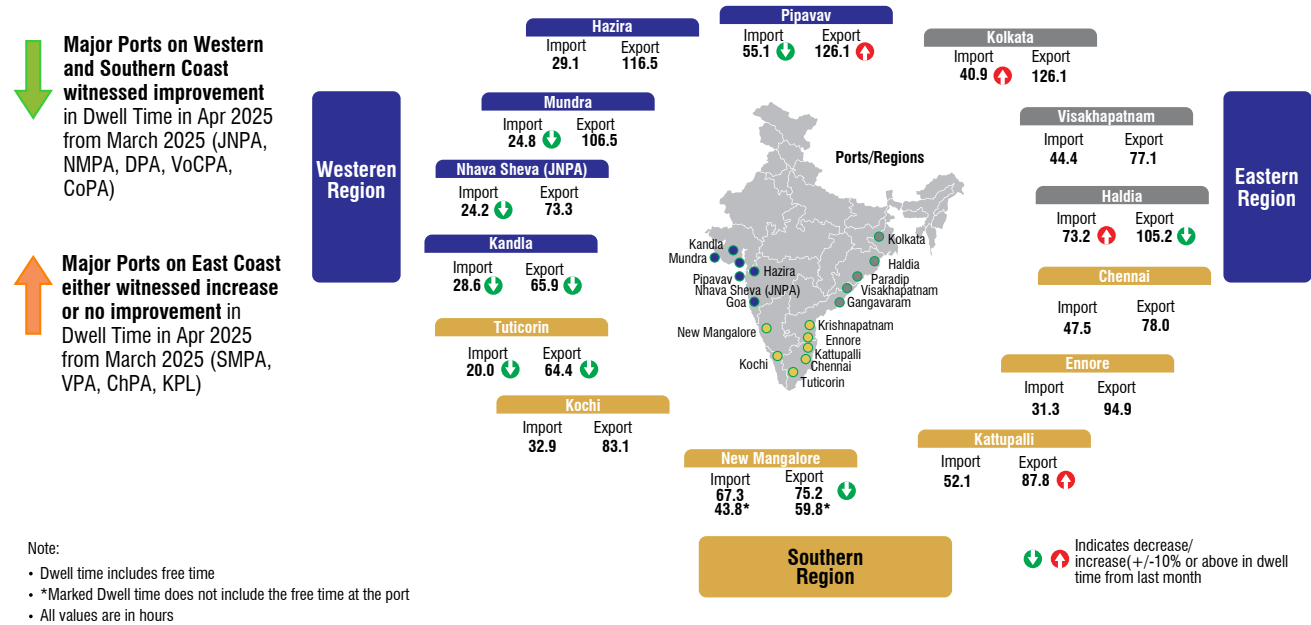 Major Ports on Western
and Southern Coast
witnessed improvement
in Dwell Time in Apr 2025
from March 2025 (JNPA,
NMPA, DPA, VoCPA,
CoPA)
Major Ports on East Coast
either witnessed increase
or no improvement in
Dwell Time in Apr 2025
from March 2025 (SMPA,
VPA, ChPA, KPL)
Westeren
Region
Hazira
Import Export
29.1 116.5
Pipavav
Import Export
55.1 126.1
Kolkata
Import Export
40.9 126.1
Mundra
Import Export
24.8 106.5
Visakhapatnam
Import Export
44.4 77.1
Nhava Sheva (JNPA)
Import Export
24.2 73.3
Haldia
Import Export
73.2 105.2
Kandla
Import Export
28.6 65.9
Chennai
Import Export
47.5 78.0
Tuticorin
Import Export
20.0 64.4
Ennore
Import Export
31.3 94.9
Kochi
Import Export
32.9 83.1
Kattupalli
Import Export
52.1 87.8
New Mangalore
Import Export
67.3 75.2
43.8* 59.8*
Eastern
Region
Southern
Region
Ports/Regions
Kandla
Mundra
Pipavav
Hazira
Nhava Sheva (JNPA)
Goa
New Mangalore
Kochi
Kolkata
Haldia
Paradip
Visakhapatnam
Gangavaram
Krishnapatnam
Ennore
Kattupalli
Chennai
Tuticorin
Indicates decrease/
increase(+/-10% or above in dwell
time from last month
Note:
• Dwell time includes free time
• *Marked Dwell time does not include the free time at the port
• All values are in hours